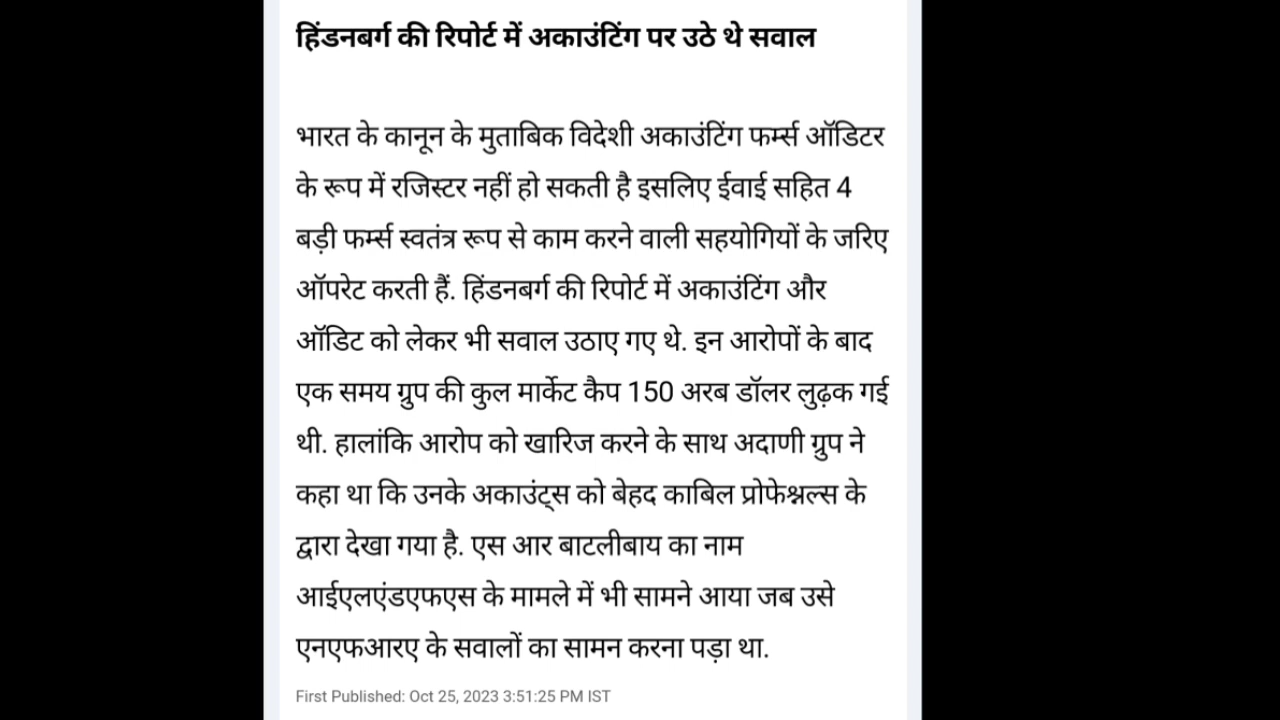 हिंडनबर्ग की रिपोर्ट में अकाउंटिंग पर उठे थे सवाल
भारत के कानून के मुताबिक विदेशी अकाउंटिंग फर्म्स ऑडिटर
के रूप में रजिस्टर नहीं हो सकती है इसलिए ईवाई सहित 4
बड़ी फर्म्स स्वतंत्र रूप से काम करने वाली सहयोगियों के जरिए
ऑपरेट करती हैं. हिंडनबर्ग की रिपोर्ट में अकाउंटिंग और
ऑडिट को लेकर भी सवाल उठाए गए थे. इन आरोपों के बाद
एक समय ग्रुप की कुल मार्केट कैप 150 अरब डॉलर लुढ़क गई
थी. हालांकि आरोप को खारिज करने के साथ अदाणी ग्रुप ने
कहा था कि उनके अकाउंट्स को बेहद काबिल प्रोफेश्नल्स के
द्वारा देखा गया है. एस आर बाटलीबाय का नाम
आईएलएंडएफएस के मामले में भी सामने आया जब उसे
एनएफआरए के सवालों का सामन करना पड़ा था.
First Published: Oct 25, 2023 3:51:25 PM IST